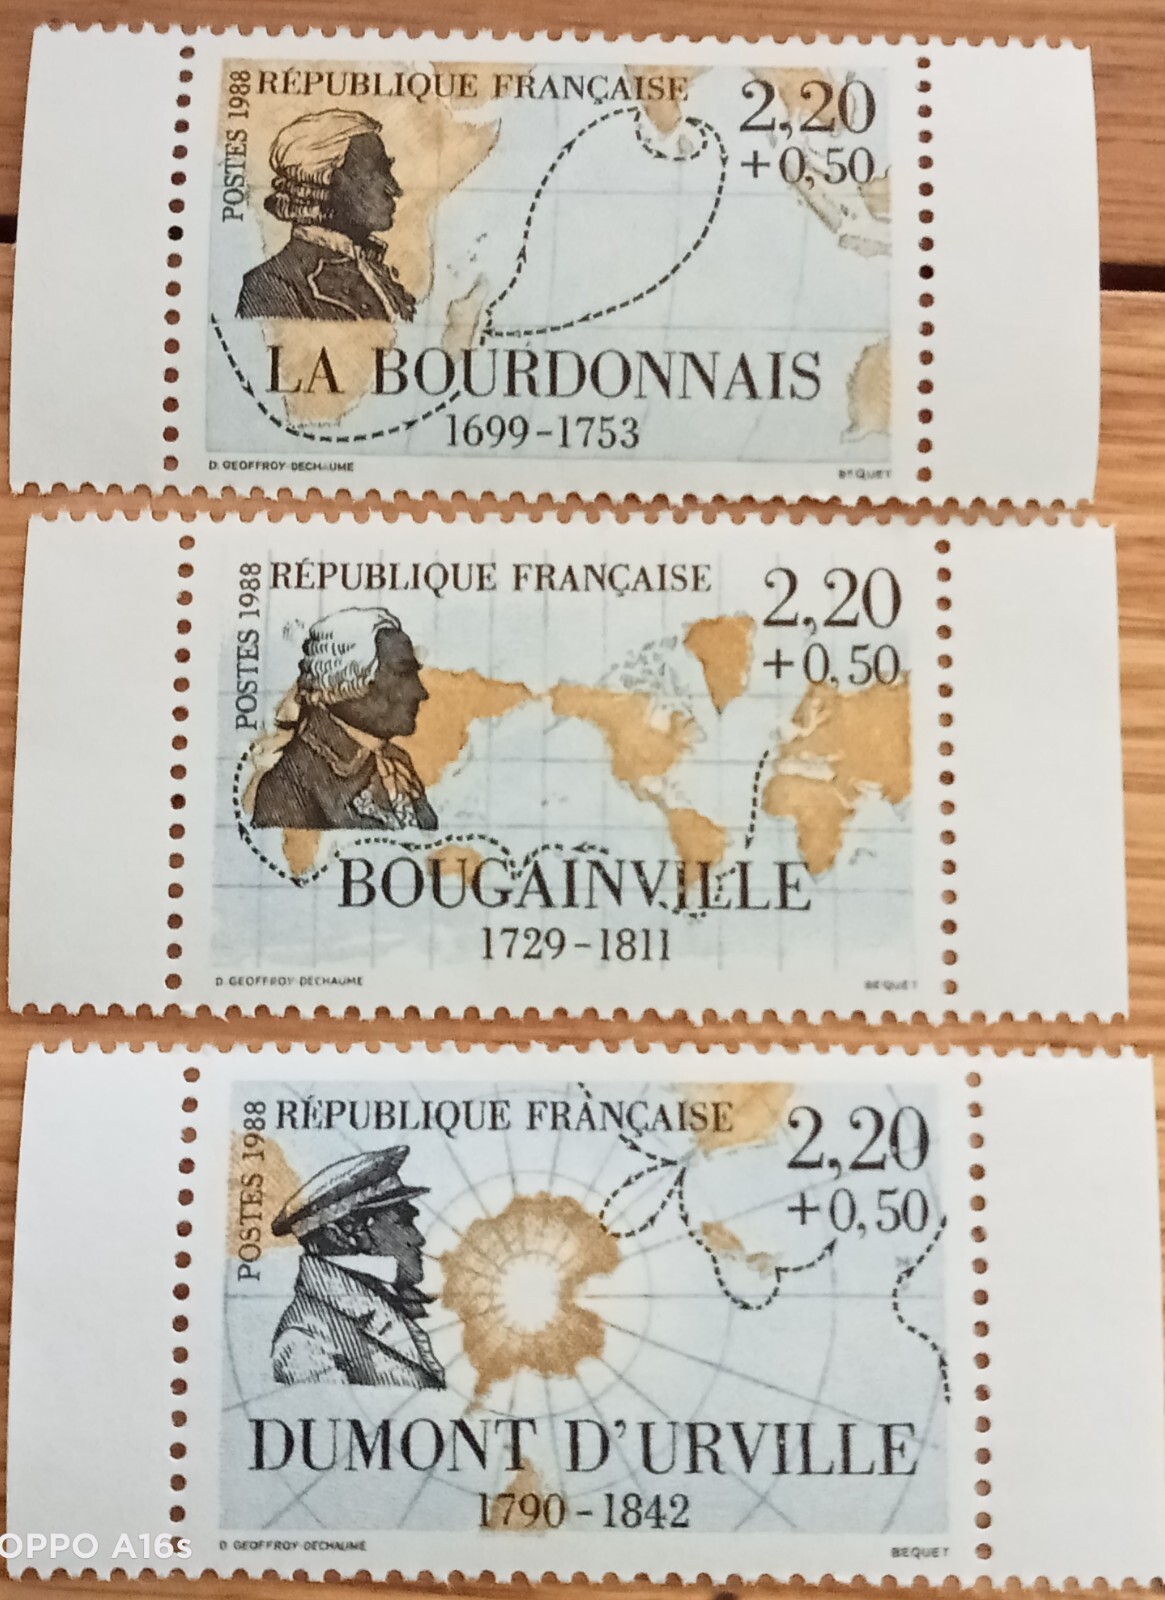 POSTES 1988
RÉPUBLIQUE FRANÇAISE
2,20
+0,50
LA BOURDONNAIS
1699-1753
D. GEOFFROY-DECHAUME
BEQUET
POSTES 1988
RÉPUBLIQUE FRANÇAISE
2,20
+0,50
BOUGAINVILLE
1729-1811
D. GEOFFROY-DECHAUME
BEQUET
POSTES 1988
RÉPUBLIQUE FRANÇAISE
2,20
+0,50
DUMONT D'URVILLE
1790-1842
D GEOFFROY-DECHAUME
BEQUET
OPPO A16s